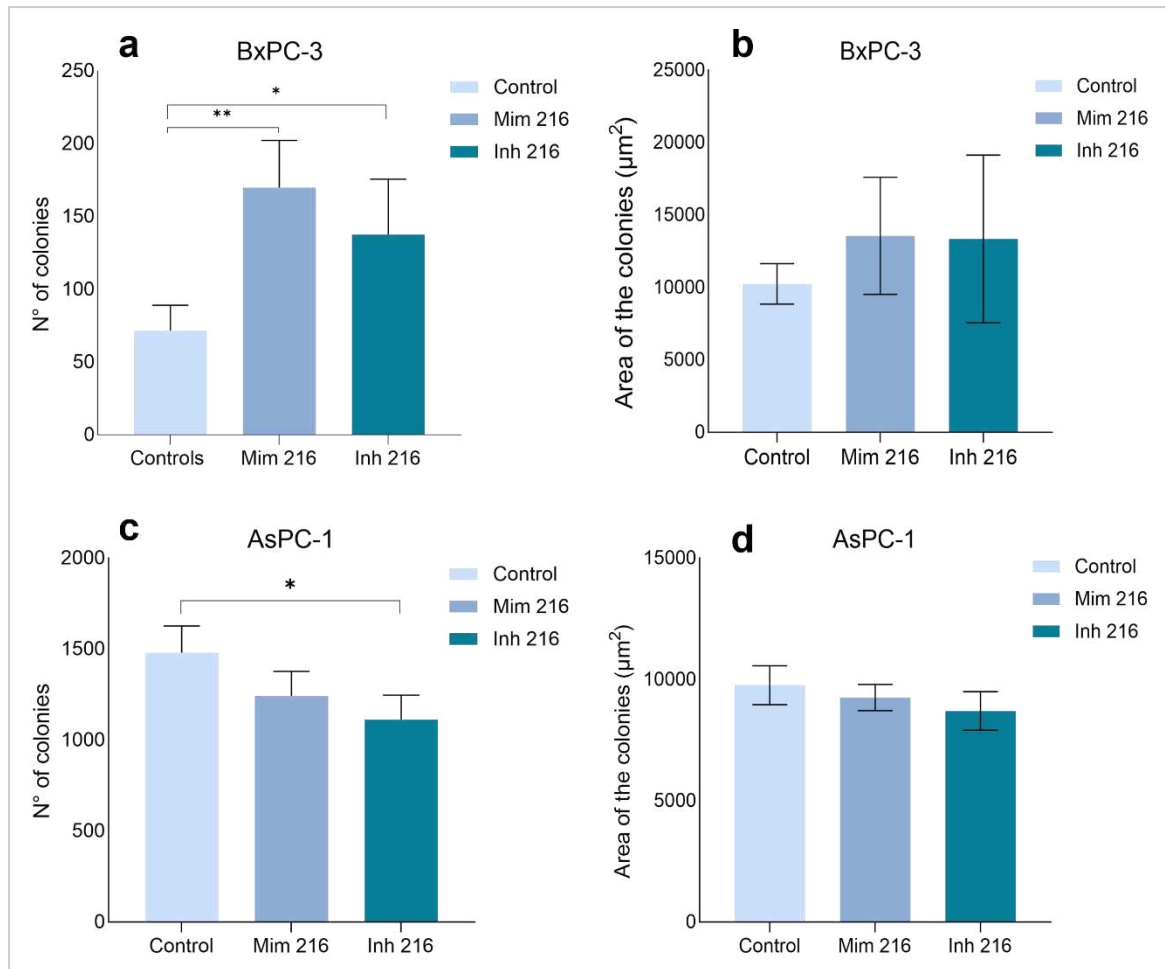 a
BxPC-3
250
200
150
100
50
0
N° of colonies
*
**
Control
Mim 216
Inh 216
Controls Mim 216 Inh 216
b
BxPC-3
25000
20000
15000
10000
5000
0
Area of the colonies (µm²)
Control
Mim 216
Inh 216
Control Mim 216 Inh 216
c
AsPC-1
2000
1500
1000
500
0
N° of colonies
*
Control
Mim 216
Inh 216
Control Mim 216 Inh 216
d
AsPC-1
15000
10000
5000
0
Area of the colonies (µm²)
Control
Mim 216
Inh 216
Control Mim 216 Inh 216